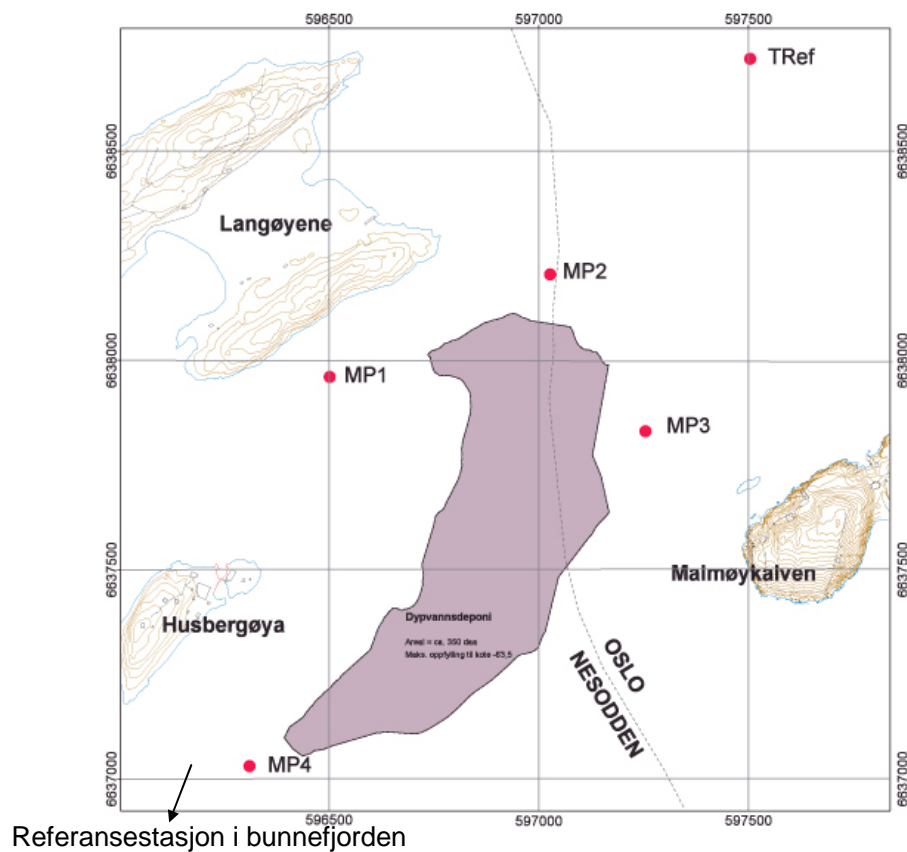 596500
597000
597500
TRef
6638500
6638500
Langøyene
MP2
6638000
6638000
MP1
MP3
6637500
6637500
Malmøykalven
Husbergøya
Dypvannsdeponi
Areal = ca. 350 daa
Maks. oppfylling til kote -63,5
OSLO
NESODDEN
MP4
6637000
6637000
596500
597000
597500
Referansestasjon i bunnefjorden